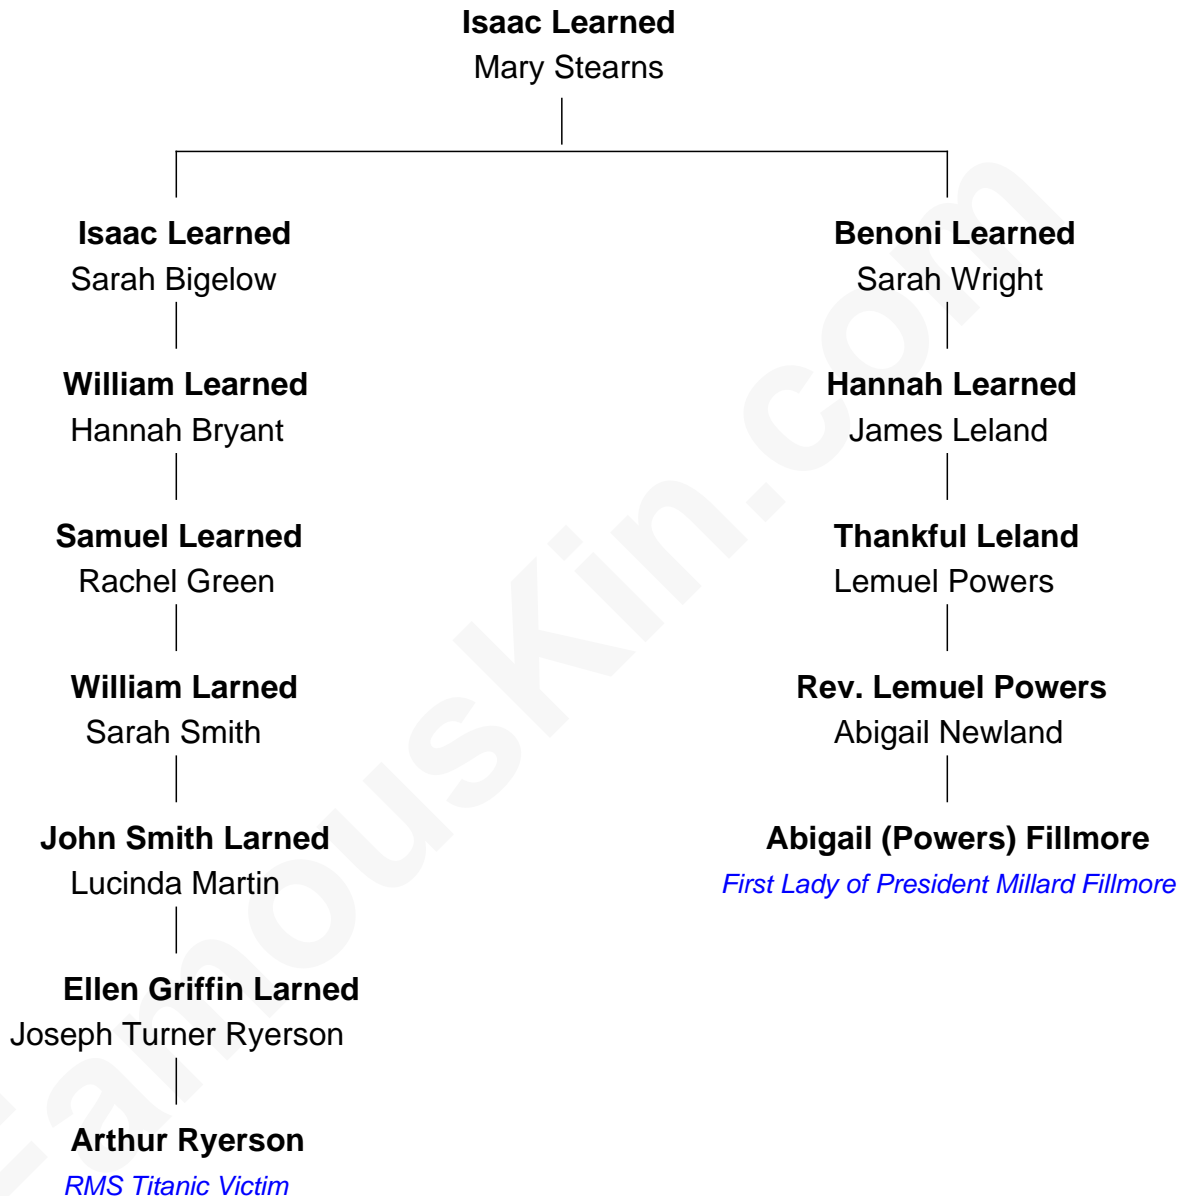 Isaac Learned
Mary Stearns
Isaac Learned
Sarah Bigelow
Benoni Learned
Sarah Wright
William Learned
Hannah Bryant
Hannah Learned
James Leland
Samuel Learned
Rachel Green
Thankful Leland
Lemuel Powers
William Larned
Sarah Smith
Rev. Lemuel Powers
Abigail Newland
John Smith Larned
Lucinda Martin
Abigail (Powers) Fillmore
First Lady of President Millard Fillmore
Ellen Griffin Larned
Joseph Turner Ryerson
Arthur Ryerson
RMS Titanic Victim
FamousKin.com